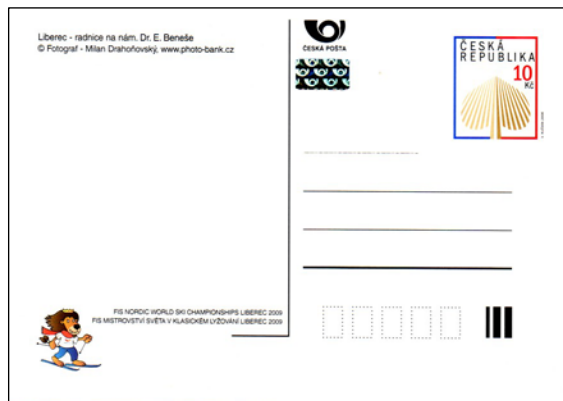 Liberec - radnice na nám. Dr. E. Beneše
© Fotograf - Milan Drahoňovský, www.photo-bank.cz
ČESKÁ POŠTA
ČESKÁ
REPUBLIKA
10
Kč
FIS NORDIC WORLD SKI CHAMPIONSHIPS LIBEREC 2009
FIS MISTROVSTVÍ SVĚTA V KLASICKÉM LYŽOVÁNÍ LIBEREC 2009